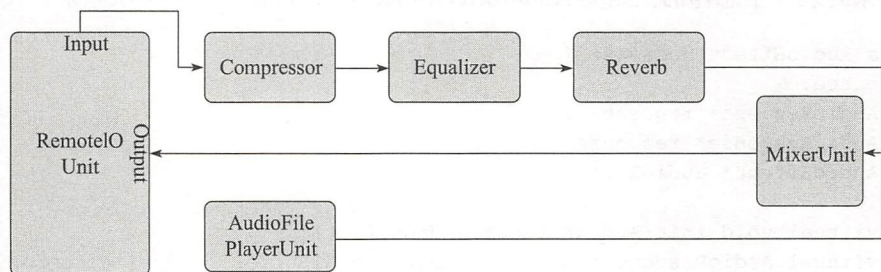 Input
Compressor
Equalizer
Reverb
RemoteIO
Unit
Output
MixerUnit
AudioFile
PlayerUnit